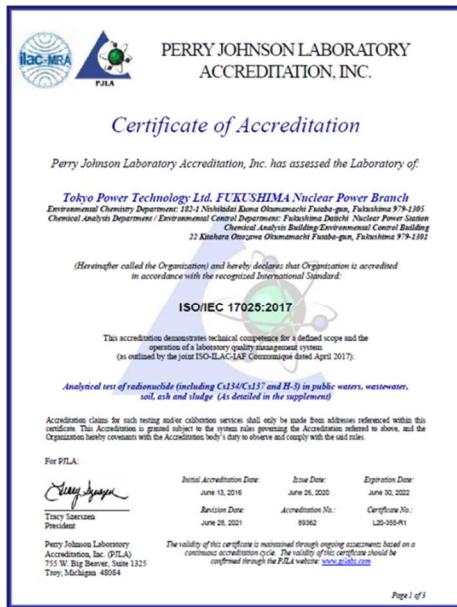 ilac-MRA
PJLA
PERRY JOHNSON LABORATORY
ACCREDITATION, INC.
Certificate of Accreditation
Perry Johnson Laboratory Accreditation, Inc. has assessed the Laboratory of:
Tokyo Power Technology Ltd. FUKUSHIMA Nuclear Power Branch
Environmental Chemistry Department: 182-1 Nishihidai Kuma Okumamachi Futaba-gun, Fukushima 979-1305
Chemical Analysis Department / Environmental Control Department: Fukushima Daiichi Nuclear Power Station
Chemical Analysis Building/Environmental Control Building
22 Kitahara Ottozawa Okumamachi Futaba-gun, Fukushima 979-1301
(Hereinafter called the Organization) and hereby declares that Organization is accredited
in accordance with the recognized International Standard:
ISO/IEC 17025:2017
This accreditation demonstrates technical competence for a defined scope and the
operation of a laboratory quality management system
(as outlined by the joint ISO-ILAC-IAF Communiqué dated April 2017):
Analytical test of radionuclide (including Cs134/Cs137 and H-3) in public waters, wastewater,
soil, ash and sludge (As detailed in the supplement)
Accreditation claims for such testing and/or calibration services shall only be made from addresses referenced within this
certificate. This Accreditation is granted subject to the system rules governing the Accreditation referred to above, and the
Organization hereby covenants with the Accreditation body's duty to observe and comply with the said rules.
For PJLA:
Tracy Szerszen
President
Perry Johnson Laboratory
Accreditation, Inc. (PJLA)
755 W. Big Beaver, Suite 1325
Troy, Michigan 48084
Initial Accreditation Date: Issue Date: Expiration Date:
June 13, 2016 June 26, 2020 June 30, 2022
Revision Date: Accreditation No.: Certificate No.:
June 28, 2021 89362 L20-355-R1
The validity of this certificate is maintained through ongoing assessments based on a
continuous accreditation cycle. The validity of this certificate should be
confirmed through the PJLA website: www.pjlabs.com
Page 1 of 3